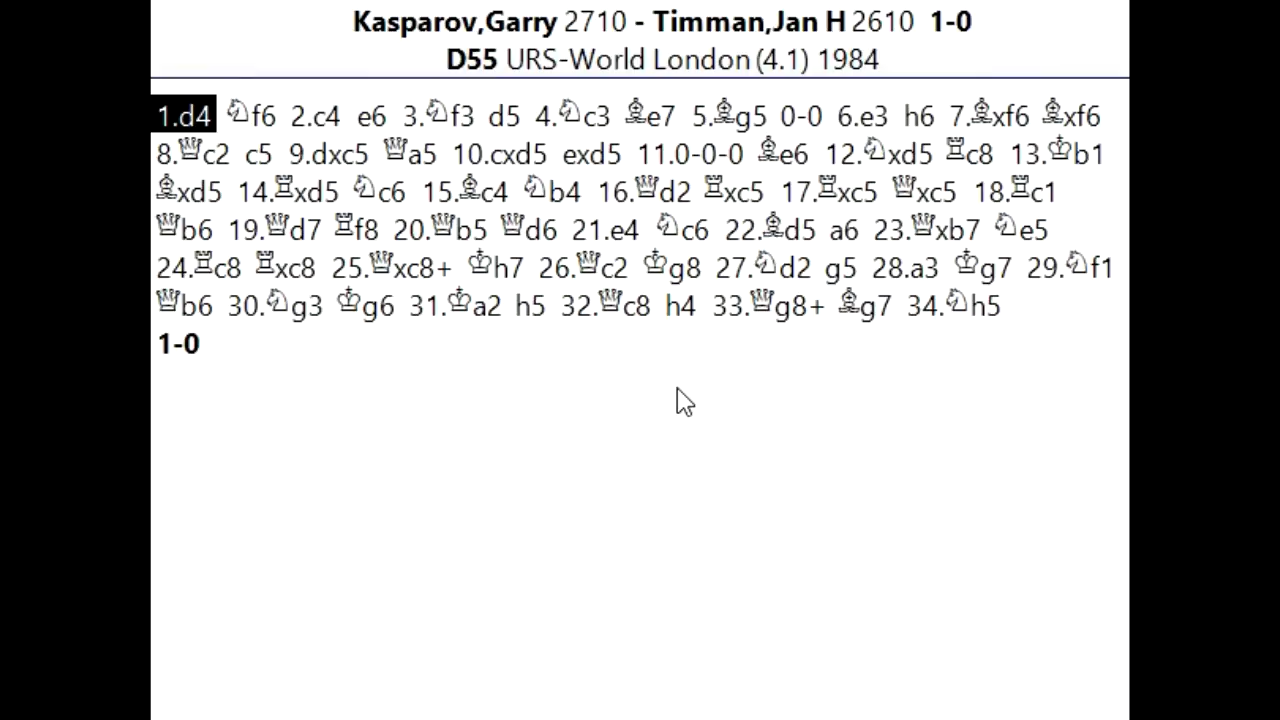 Kasparov,Garry 2710 - Timman,Jan H 2610 1-0
D55 URS-World London (4.1) 1984
1.d4 ♘f6 2.c4 e6 3.♘f3 d5 4.♘c3 ♗e7 5.♗g5 0-0 6.e3 h6 7.♗xf6 ♗xf6
8.♕c2 c5 9.dxc5 ♕a5 10.cxd5 exd5 11.0-0-0 ♗e6 12.♘xd5 ♖c8 13.♔b1
♗xd5 14.♖xd5 ♘c6 15.♗c4 ♘b4 16.♕d2 ♖xc5 17.♖xc5 ♕xc5 18.♖c1
♕b6 19.♕d7 ♖f8 20.♕b5 ♕d6 21.e4 ♘c6 22.♗d5 a6 23.♕xb7 ♘e5
24.♖c8 ♖xc8 25.♕xc8+ ♔h7 26.♕c2 ♔g8 27.♘d2 g5 28.a3 ♔g7 29.♘f1
♕b6 30.♘g3 ♔g6 31.♔a2 h5 32.♕c8 h4 33.♕g8+ ♗g7 34.♘h5
1-0